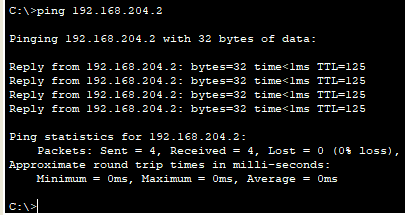 C:\>ping 192.168.204.2
Pinging 192.168.204.2 with 32 bytes of data:
Reply from 192.168.204.2: bytes=32 time<1ms TTL=125
Reply from 192.168.204.2: bytes=32 time<1ms TTL=125
Reply from 192.168.204.2: bytes=32 time<1ms TTL=125
Reply from 192.168.204.2: bytes=32 time<1ms TTL=125
Ping statistics for 192.168.204.2:
    Packets: Sent = 4, Received = 4, Lost = 0 (0% loss),
Approximate round trip times in milli-seconds:
    Minimum = 0ms, Maximum = 0ms, Average = 0ms
C:\>